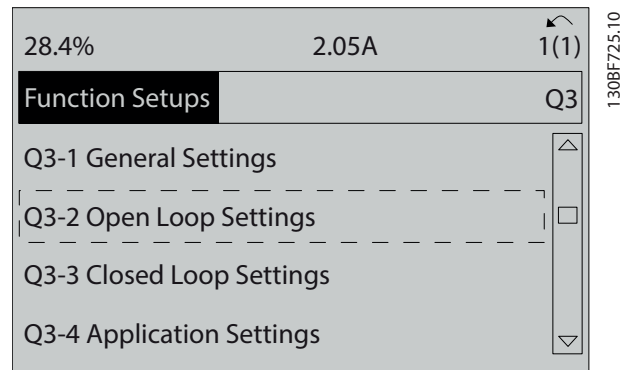 28.4% 2.05A 1(1)
Function Setups Q3
Q3-1 General Settings
Q3-2 Open Loop Settings
Q3-3 Closed Loop Settings
Q3-4 Application Settings
130BF725.10